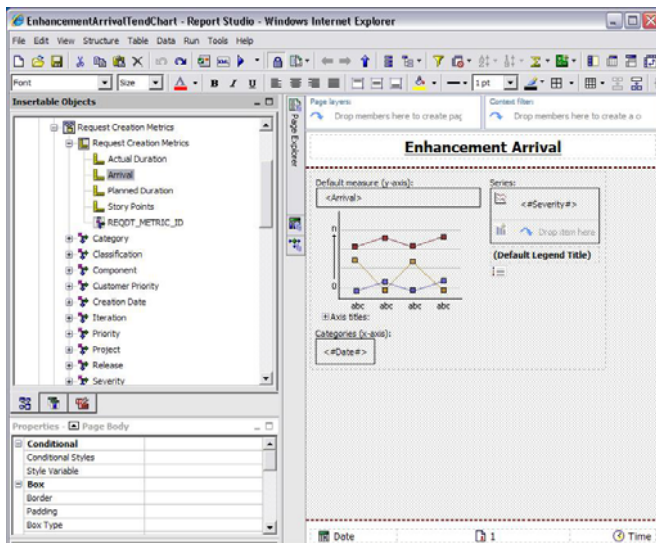 EnhancementArrivalTendChart - Report Studio - Windows Internet Explorer
File Edit View Structure Table Data Run Tools Help
Font Size A B I U 1 pt
Insertable Objects
Request Creation Metrics
Request Creation Metrics
Actual Duration
Arrival
Planned Duration
Story Points
REQDT_METRIC_ID
Category
Classification
Component
Customer Priority
Creation Date
Iteration
Priority
Project
Release
Severity
Properties - Page Body
Conditional
Conditional Styles
Style Variable
Box
Border
Padding
Box Type
Page Explorer
Page layers:
Drop members here to create pag
Context filter:
Drop members here to create a o
Enhancement Arrival
Default measure (y-axis):
<Arrival>
Series:
<#Severity#>
Drop item here
(Default Legend Title)
n
0
abc abc abc abc
Axis titles:
Categories (x-axis):
<#Date#>
Date 1 Time